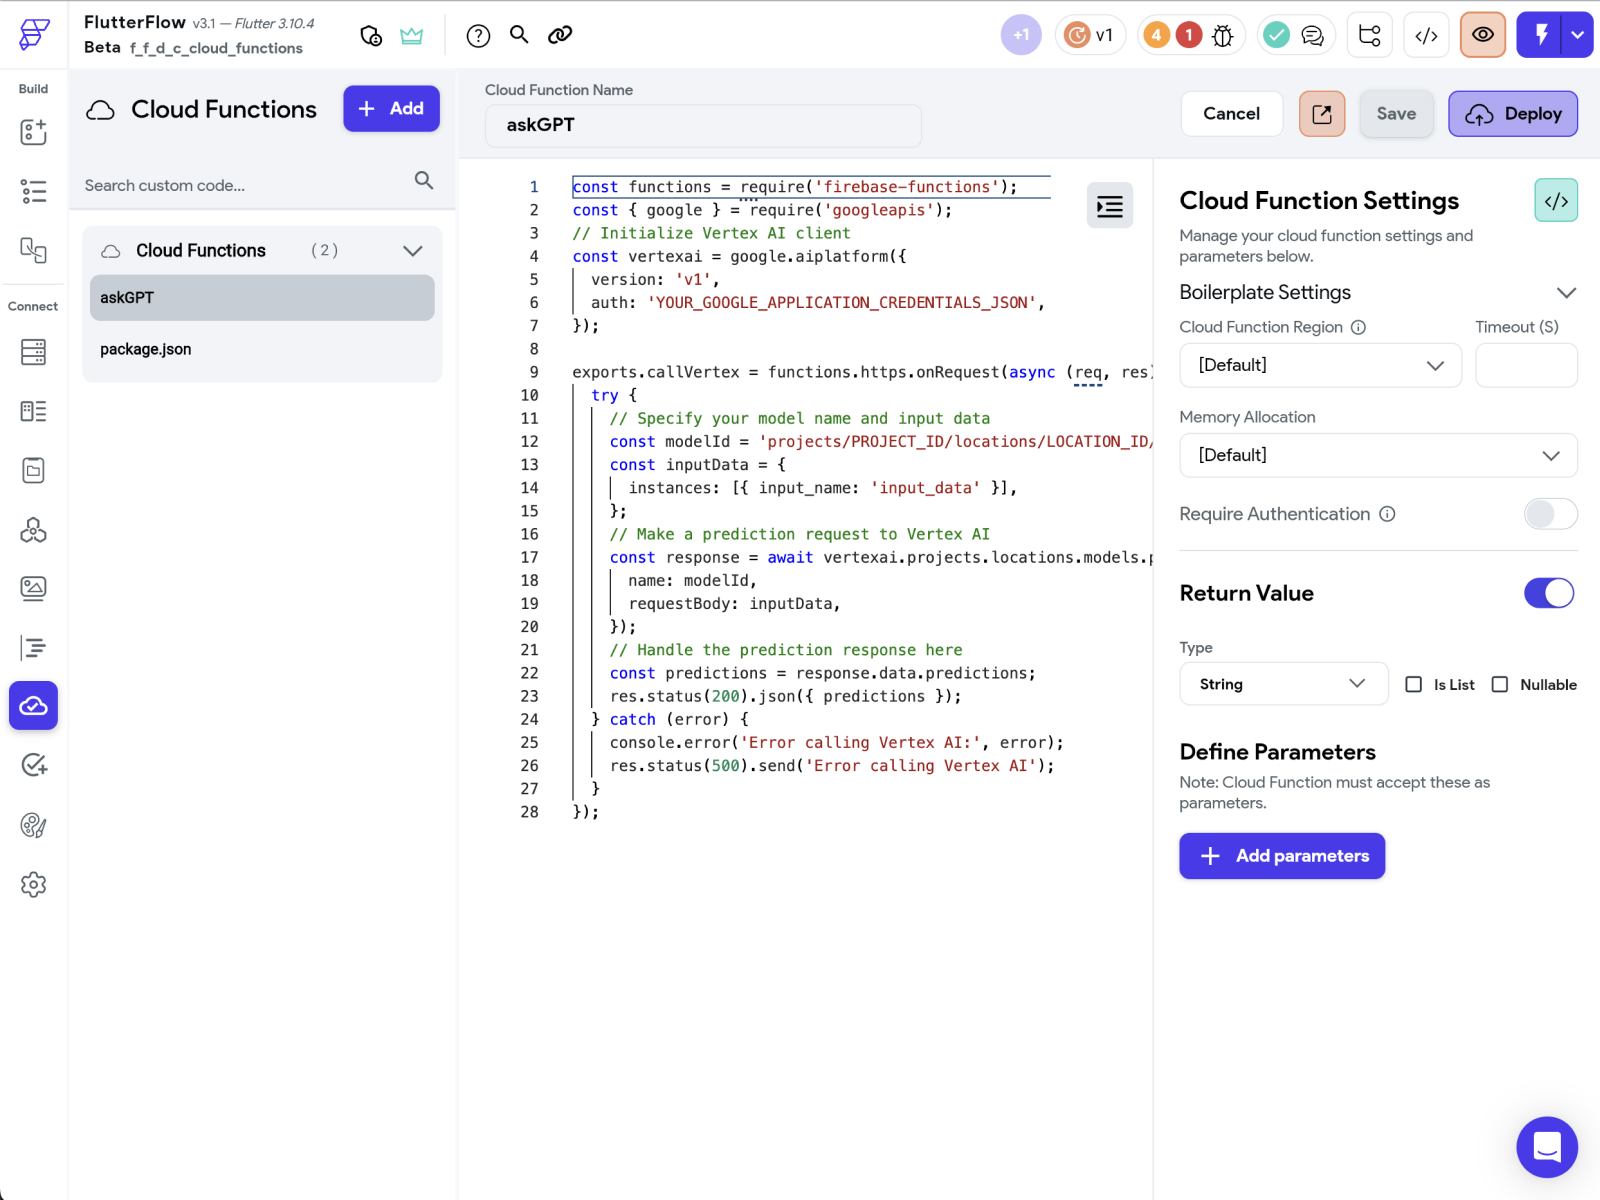 FlutterFlow v3.1 — Flutter 3.10.4
Beta f_f_d_c_cloud_functions
+1
v1
4
1
Build
Connect
Cloud Functions
+ Add
Search custom code...
Cloud Functions (2)
askGPT
package.json
Cloud Function Name
askGPT
Cancel
Save
Deploy
1 const functions = require('firebase-functions');
2 const { google } = require('googleapis');
3 // Initialize Vertex AI client
4 const vertexai = google.aiplatform({
5 version: 'v1',
6 auth: 'YOUR_GOOGLE_APPLICATION_CREDENTIALS_JSON',
7 });
8
9 exports.callVertex = functions.https.onRequest(async (req, res)
10 try {
11 // Specify your model name and input data
12 const modelId = 'projects/PROJECT_ID/locations/LOCATION_ID/
13 const inputData = {
14 instances: [{ input_name: 'input_data' }],
15 };
16 // Make a prediction request to Vertex AI
17 const response = await vertexai.projects.locations.models.p
18 name: modelId,
19 requestBody: inputData,
20 });
21 // Handle the prediction response here
22 const predictions = response.data.predictions;
23 res.status(200).json({ predictions });
24 } catch (error) {
25 console.error('Error calling Vertex AI:', error);
26 res.status(500).send('Error calling Vertex AI');
27 }
28 });
Cloud Function Settings
</>
Manage your cloud function settings and
parameters below.
Boilerplate Settings
Cloud Function Region
Timeout (S)
[Default]
Memory Allocation
[Default]
Require Authentication
Return Value
Type
String
Is List
Nullable
Define Parameters
Note: Cloud Function must accept these as
parameters.
+ Add parameters